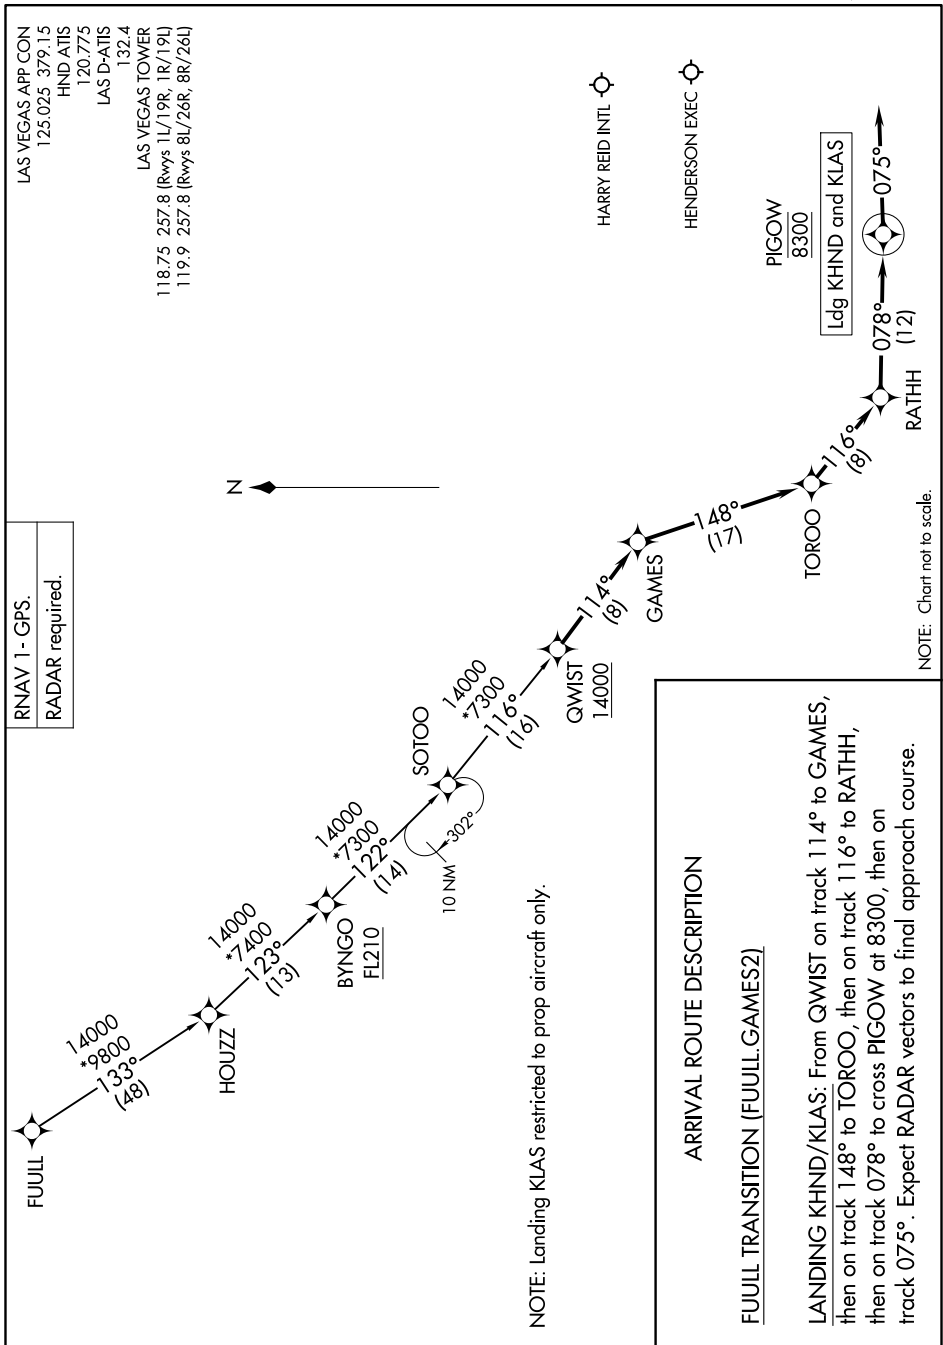 LAS VEGAS APP CON
125.025 379.15
HND ATIS
120.775
LAS D-ATIS
132.4
LAS VEGAS TOWER
118.75 257.8 (Rwys 1L/19R, 1R/19L)
119.9 257.8 (Rwys 8L/26R, 8R/26L)
RNAV 1 - GPS.
RADAR required.
N
FUULL
14000
*9800
133°
(48)
HOUZZ
14000
*7400
123°
(13)
BYNGO
FL210
14000
*7300
122°
(14)
SOTOO
10 NM
302°
14000
*7300
116°
(16)
QWIST
14000
114°
(8)
GAMES
148°
(17)
TOROO
116°
(8)
RATHH
078°
(12)
PIGOW
8300
Ldg KHND and KLAS
075°
HARRY REID INTL
HENDERSON EXEC
NOTE: Landing KLAS restricted to prop aircraft only.
NOTE: Chart not to scale.
ARRIVAL ROUTE DESCRIPTION
FUULL TRANSITION (FUULL.GAMES2)
LANDING KHND/KLAS: From QWIST on track 114° to GAMES,
then on track 148° to TOROO, then on track 116° to RATHH,
then on track 078° to cross PIGOW at 8300, then on
track 075°. Expect RADAR vectors to final approach course.